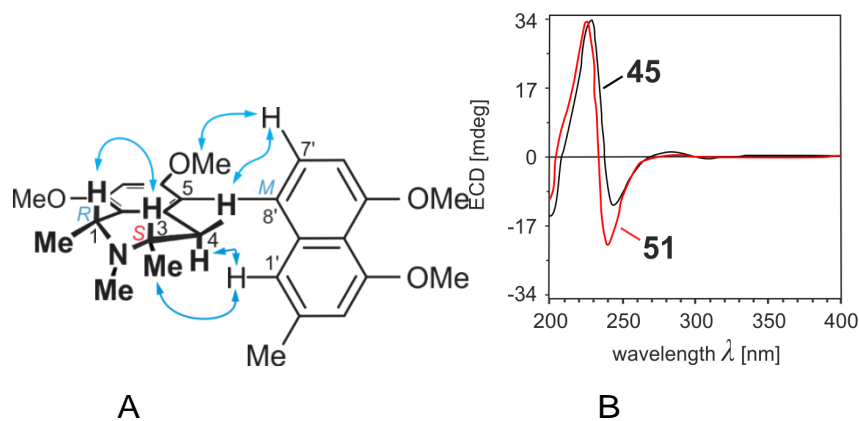 H
7'
OMe
MeO
H
5
M
H
8'
OMe
R
H
3
1
S
4
Me
N
Me
H
H
1'
Me
OMe
Me
A
ECD [mdeg]
34
17
0
-17
-34
45
51
200
250
300
350
400
wavelength λ [nm]
B